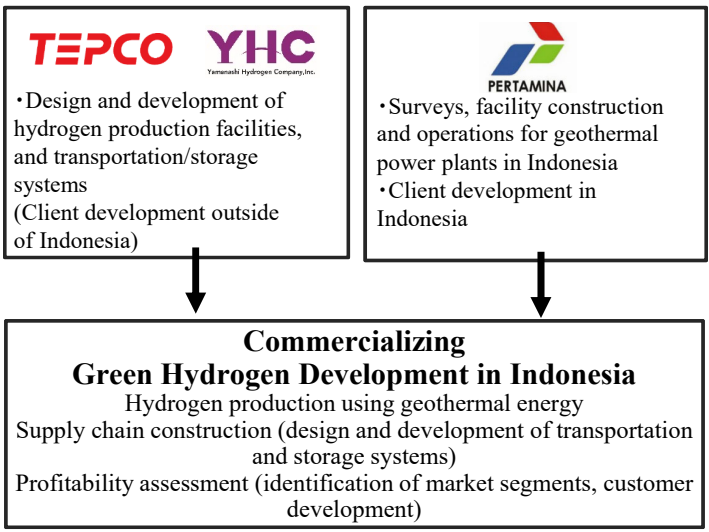 TEPCO
YHC
Yamanashi Hydrogen Company,Inc.
・Design and development of
hydrogen production facilities,
and transportation/storage
systems
(Client development outside
of Indonesia)
PERTAMINA
・Surveys, facility construction
and operations for geothermal
power plants in Indonesia
・Client development in
Indonesia
Commercializing
Green Hydrogen Development in Indonesia
Hydrogen production using geothermal energy
Supply chain construction (design and development of transportation
and storage systems)
Profitability assessment (identification of market segments, customer
development)